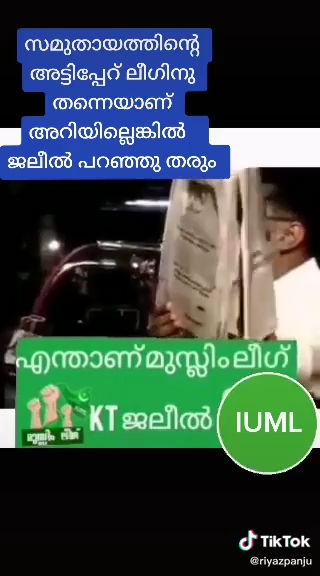 സമുതായത്തിന്റെ
അട്ടിപ്പേറ് ലീഗിനു
തന്നെയാണ്
അറിയില്ലെങ്കിൽ
ജലീൽ പറഞ്ഞു തരും
എന്താണ് മുസ്ലിം ലീഗ്
KT ജലീൽ
IUML
മുസ്ലിം ലീഗ്
TikTok
@riyazpanju